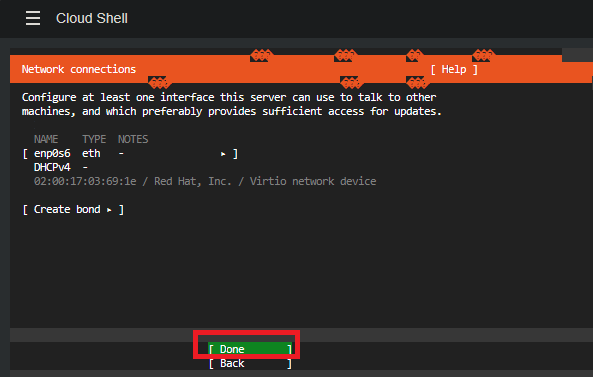 Cloud Shell
Network connections [ Help ]
Configure at least one interface this server can use to talk to other
machines, and which preferably provides sufficient access for updates.
NAME TYPE NOTES
[ enp0s6 eth - ▸ ]
DHCPv4 -
02:00:17:03:69:1e / Red Hat, Inc. / Virtio network device
[ Create bond ▸ ]
[ Done ]
[ Back ]